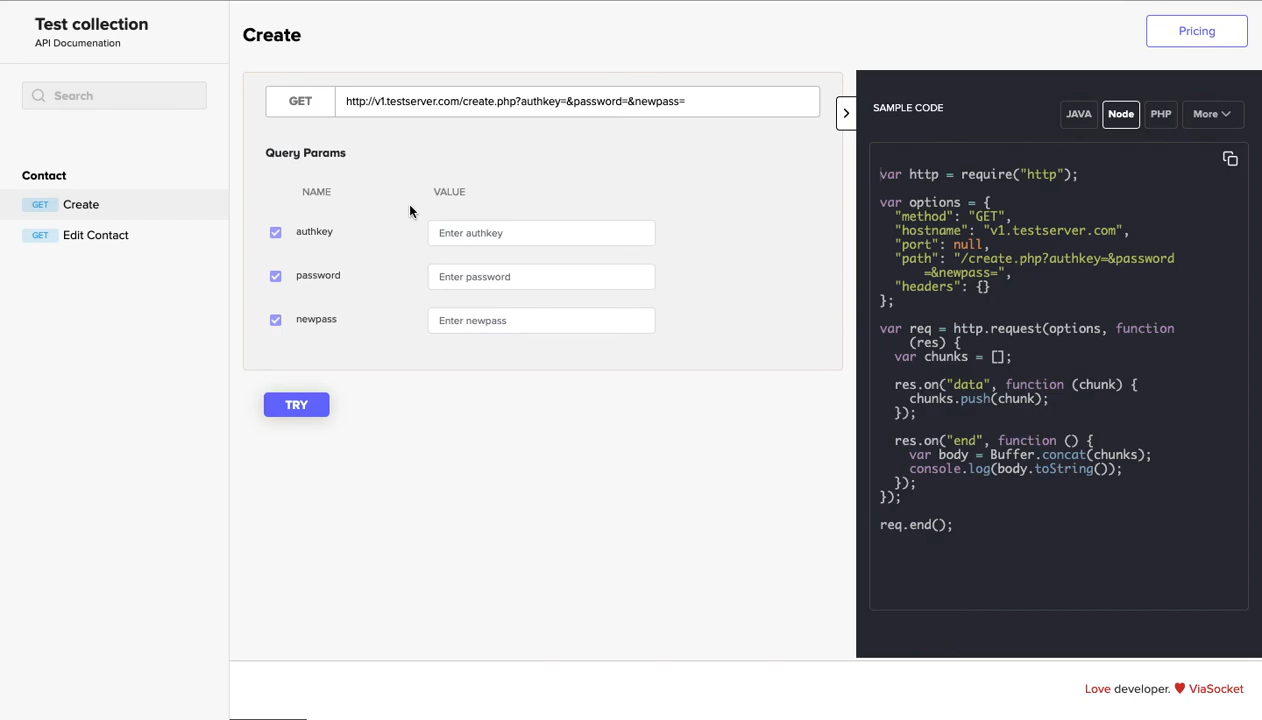 Test collection
API Documenation
Search
Contact
GET Create
GET Edit Contact
Create
Pricing
GET http://v1.testserver.com/create.php?authkey=&password=&newpass=
Query Params
NAME VALUE
authkey Enter authkey
password Enter password
newpass Enter newpass
TRY
SAMPLE CODE
JAVA Node PHP More
var http = require("http");
var options = {
"method": "GET",
"hostname": "v1.testserver.com",
"port": null,
"path": "/create.php?authkey=&password
=&newpass=",
"headers": {}
};
var req = http.request(options, function
(res) {
var chunks = [];
res.on("data", function (chunk) {
chunks.push(chunk);
});
res.on("end", function () {
var body = Buffer.concat(chunks);
console.log(body.toString());
});
});
req.end();
Love developer. ViaSocket